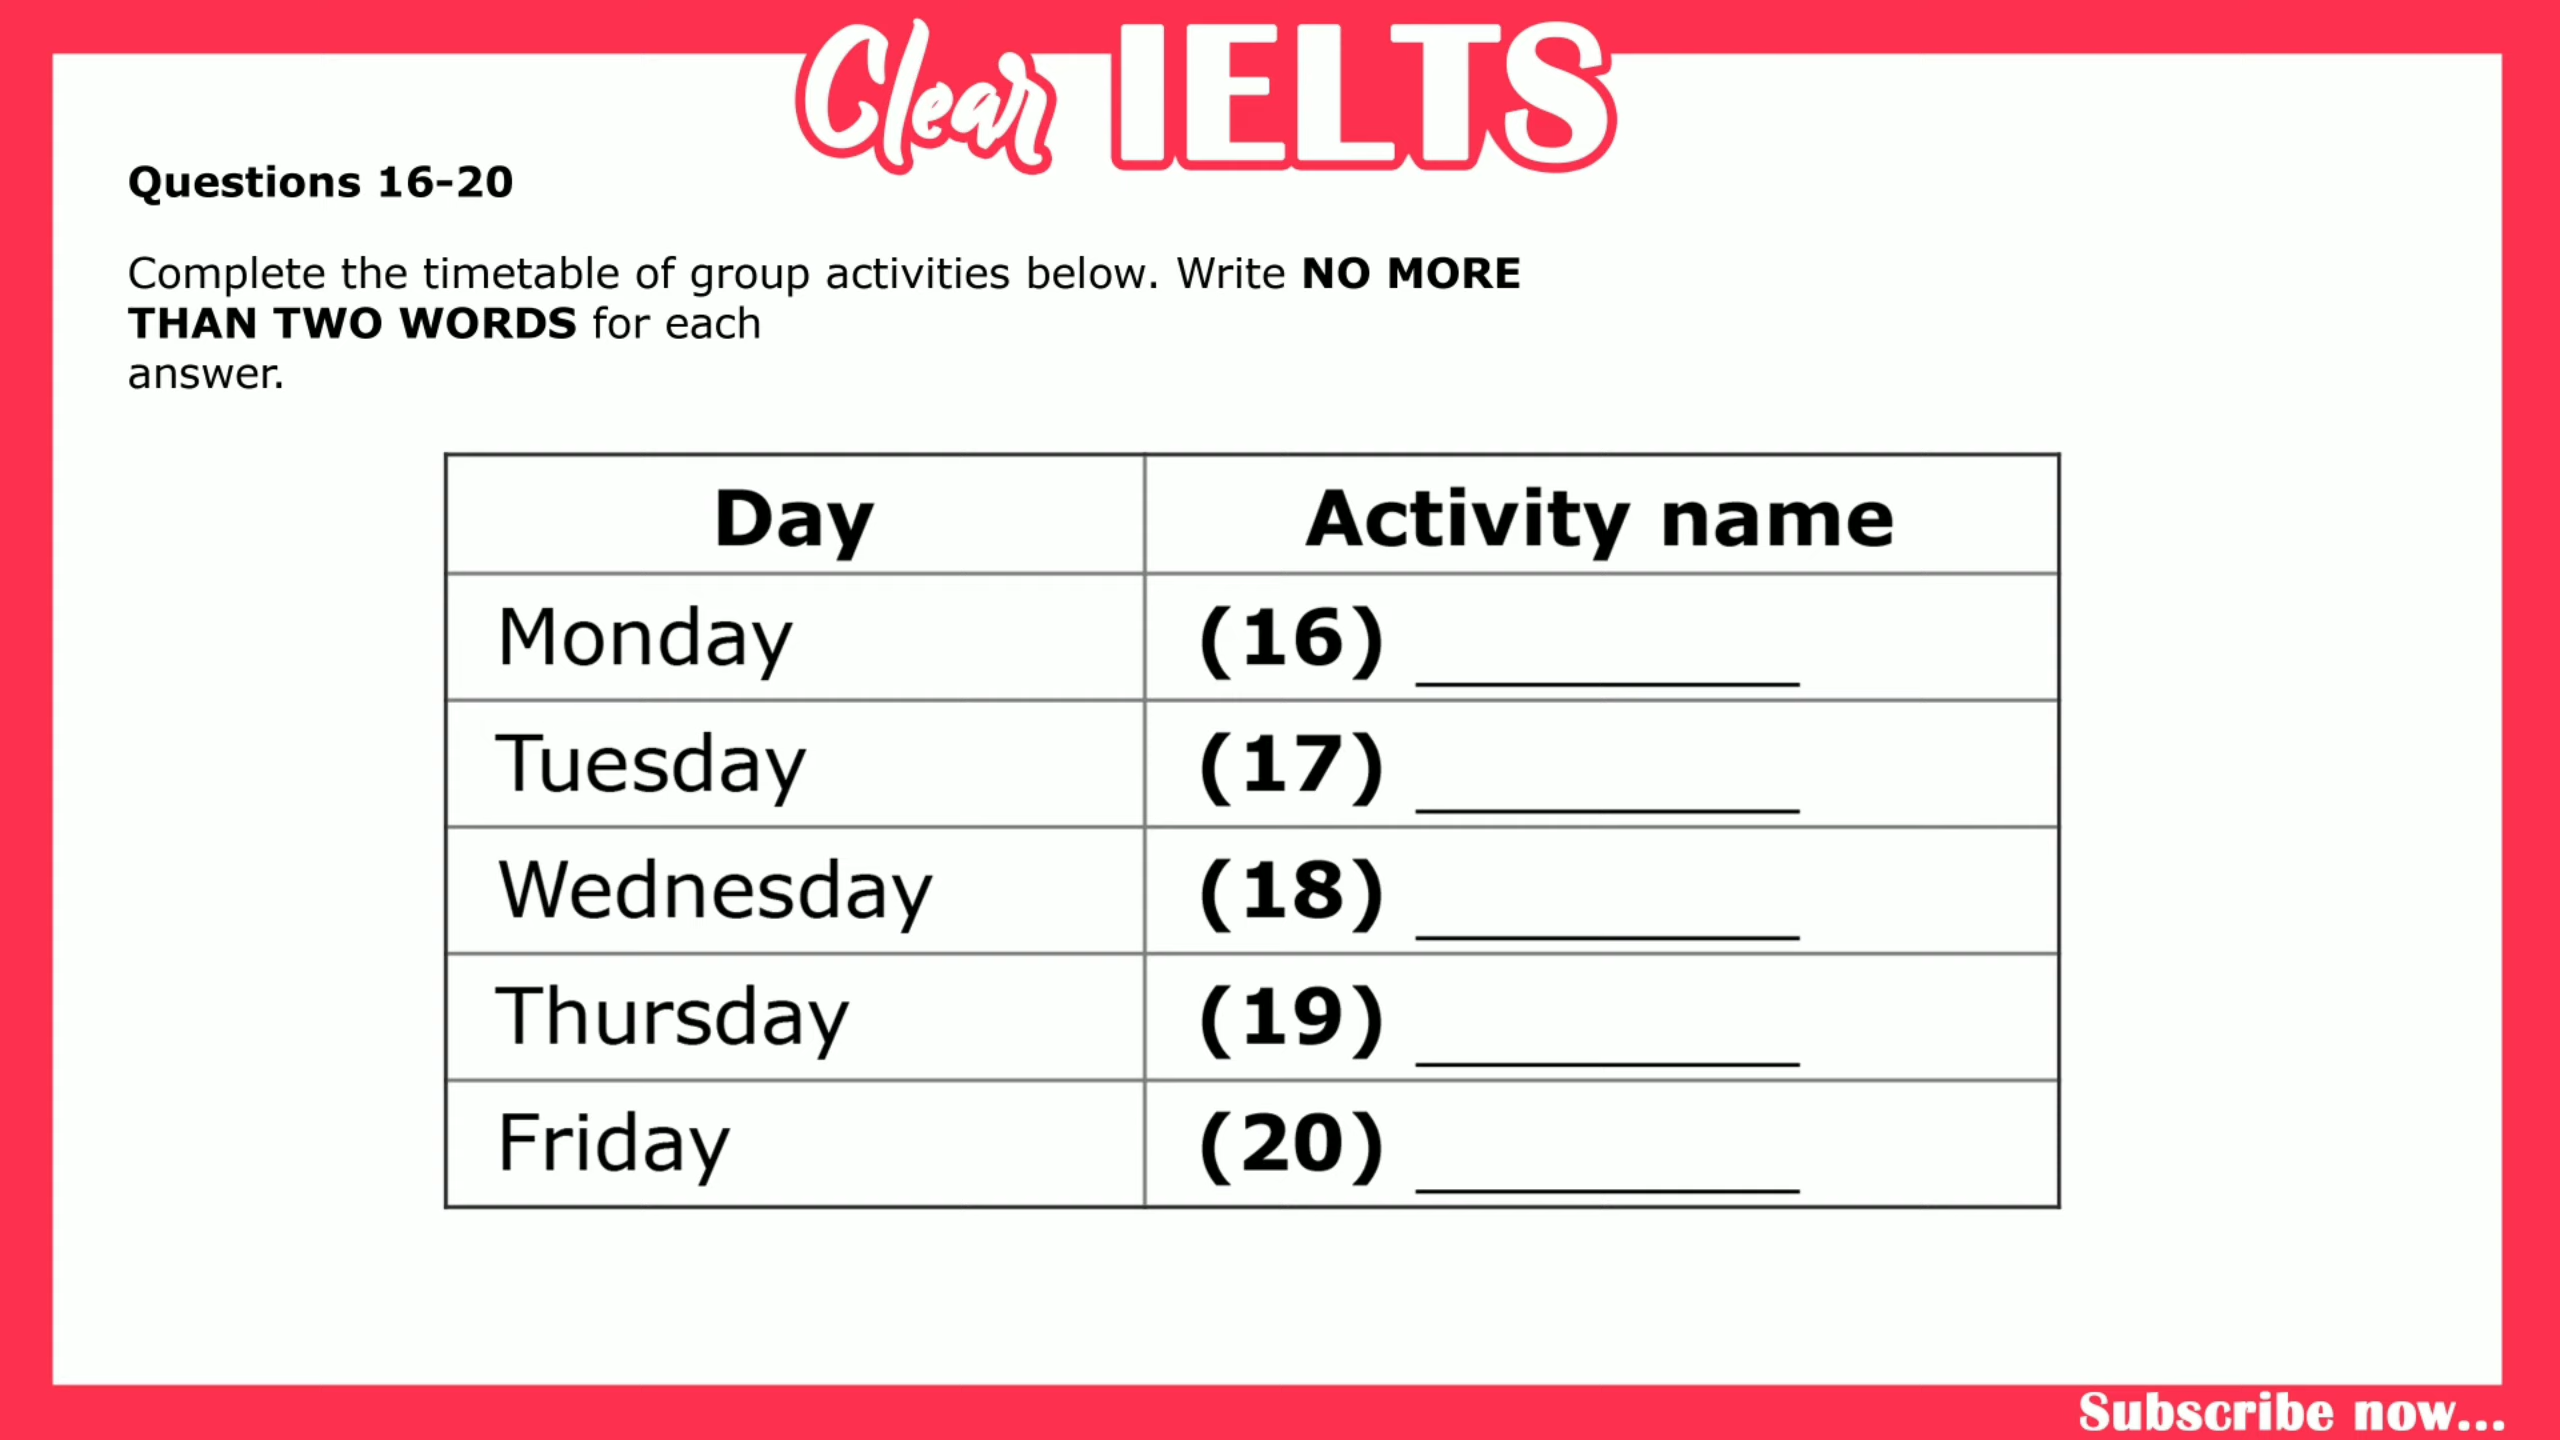 Clear IELTS
Questions 16-20
Complete the timetable of group activities below. Write NO MORE
THAN TWO WORDS for each
answer.
Day Activity name
Monday (16) __________
Tuesday (17) __________
Wednesday (18) __________
Thursday (19) __________
Friday (20) __________
Subscribe now...